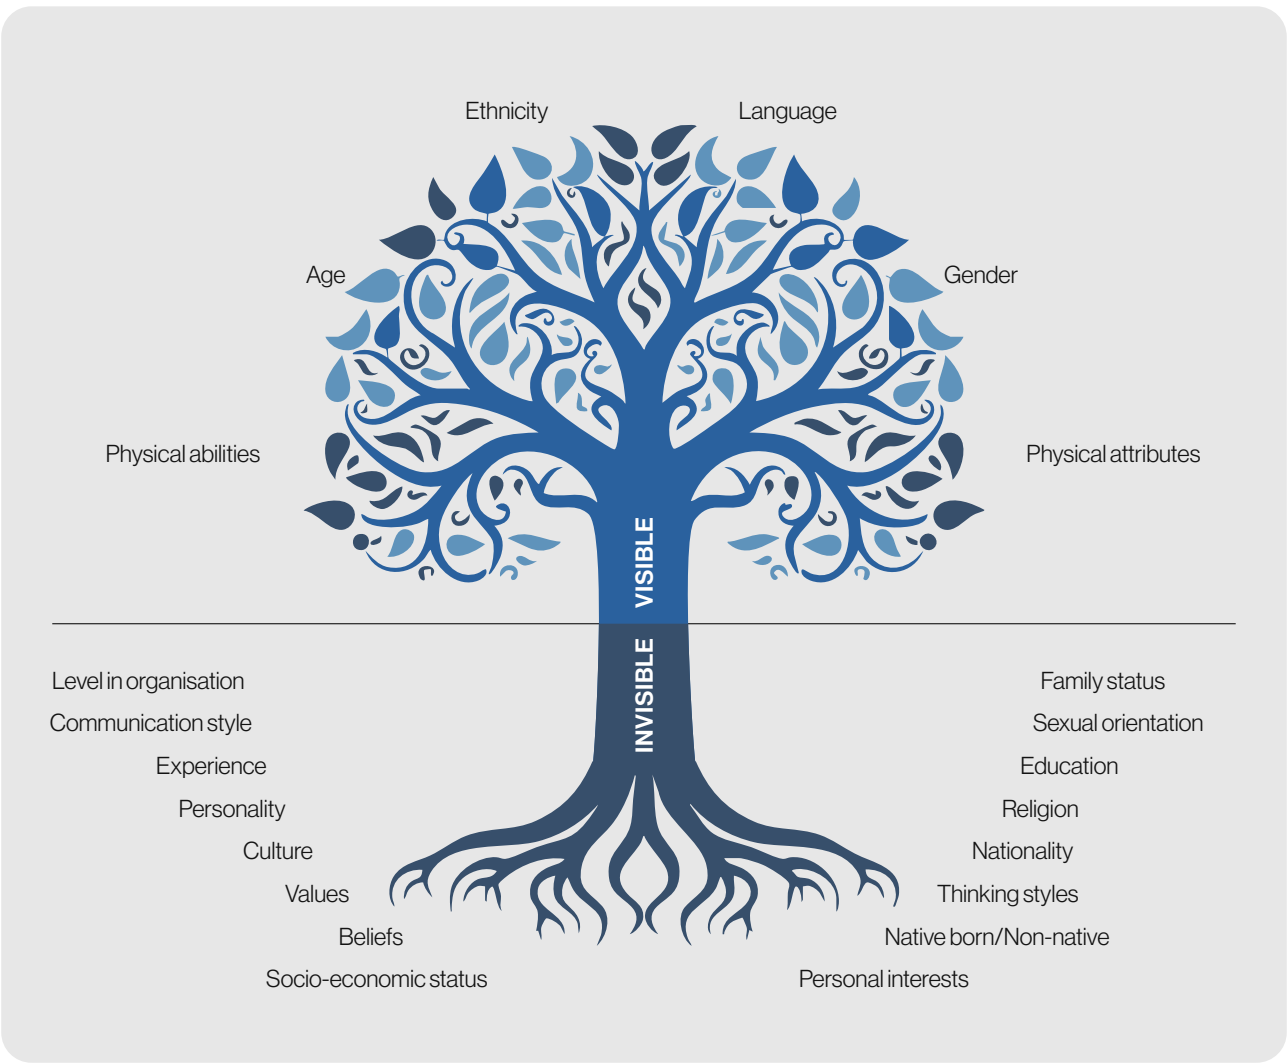 Ethnicity
Language
Age
Gender
Physical abilities
Physical attributes
VISIBLE
INVISIBLE
Level in organisation
Communication style
Experience
Personality
Culture
Values
Beliefs
Socio-economic status
Family status
Sexual orientation
Education
Religion
Nationality
Thinking styles
Native born/Non-native
Personal interests